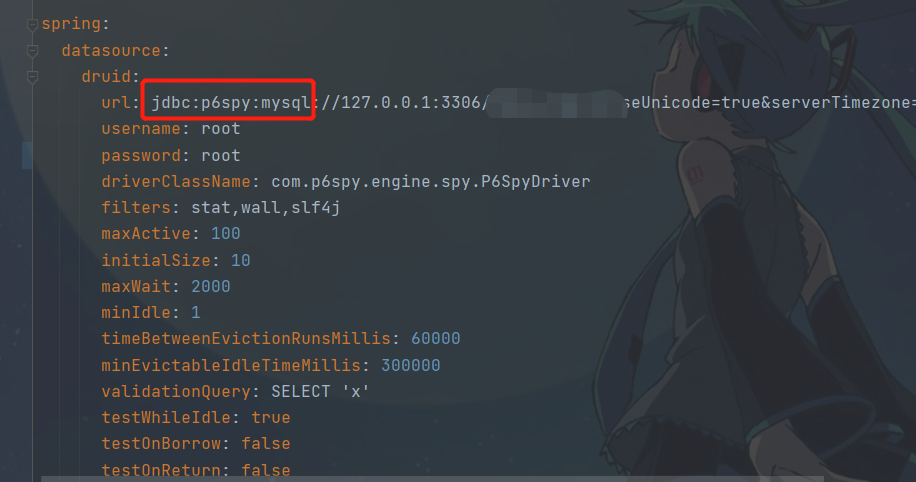 spring:
datasource:
druid:
url: jdbc:p6spy:mysql://127.0.0.1:3306/ seUnicode=true&serverTimezone=
username: root
password: root
driverClassName: com.p6spy.engine.spy.P6SpyDriver
filters: stat,wall,slf4j
maxActive: 100
initialSize: 10
maxWait: 2000
minIdle: 1
timeBetweenEvictionRunsMillis: 60000
minEvictableIdleTimeMillis: 300000
validationQuery: SELECT 'x'
testWhileIdle: true
testOnBorrow: false
testOnReturn: false